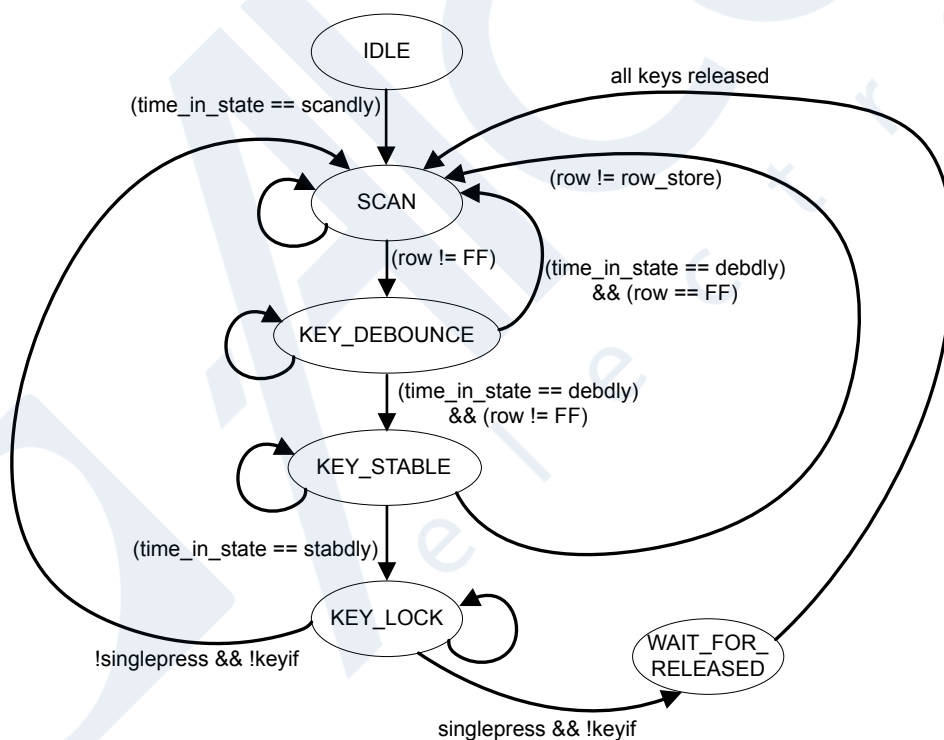 IDLE
all keys released
(time_in_state == scandly)
(row != row_store)
SCAN
(row != FF)
(time_in_state == debdly)
&& (row == FF)
KEY_DEBOUNCE
(time_in_state == debdly)
&& (row != FF)
KEY_STABLE
(time_in_state == stabdly)
KEY_LOCK
WAIT_FOR_
RELEASED
!singlepress && !keyif
singlepress && !keyif